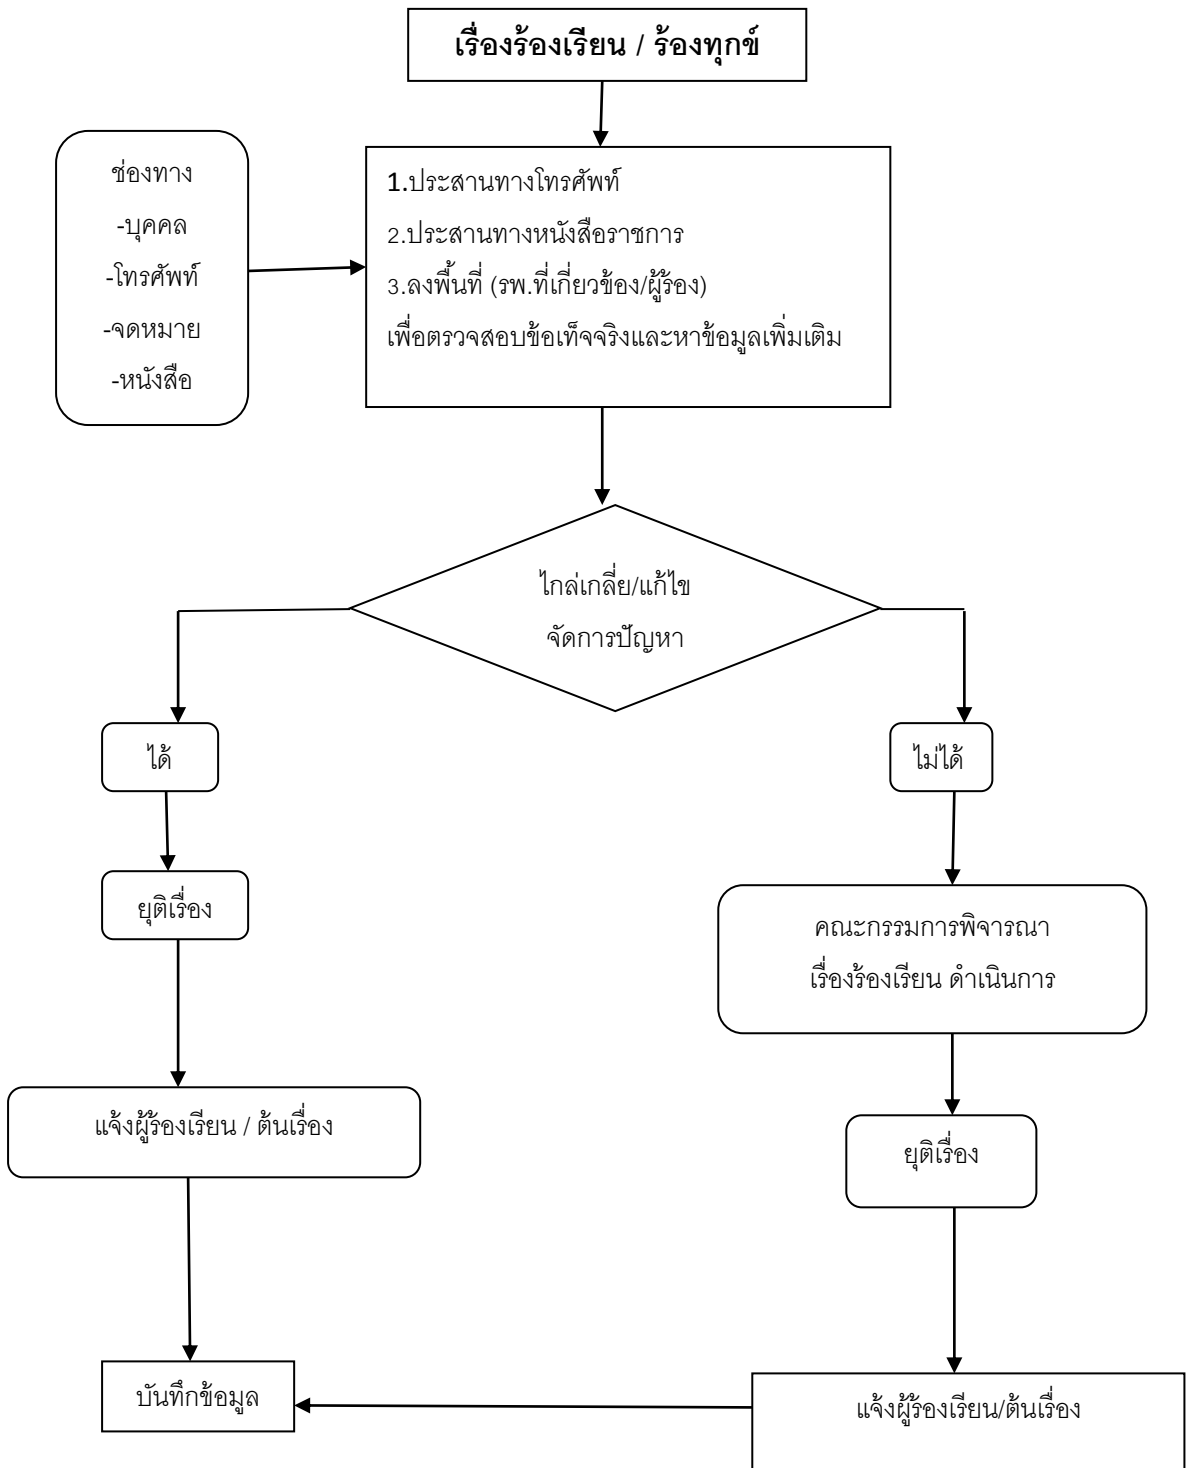 เรื่องร้องเรียน / ร้องทุกข์
ช่องทาง
-บุคคล
-โทรศัพท์
-จดหมาย
-หนังสือ
1.ประสานทางโทรศัพท์
2.ประสานทางหนังสือราชการ
3.ลงพื้นที่ (รพ.ที่เกี่ยวข้อง/ผู้ร้อง)
เพื่อตรวจสอบข้อเท็จจริงและหาข้อมูลเพิ่มเติม
ไกล่เกลี่ย/แก้ไข
จัดการปัญหา
ได้
ไม่ได้
ยุติเรื่อง
คณะกรรมการพิจารณา
เรื่องร้องเรียน ดำเนินการ
แจ้งผู้ร้องเรียน / ต้นเรื่อง
ยุติเรื่อง
บันทึกข้อมูล
แจ้งผู้ร้องเรียน/ต้นเรื่อง